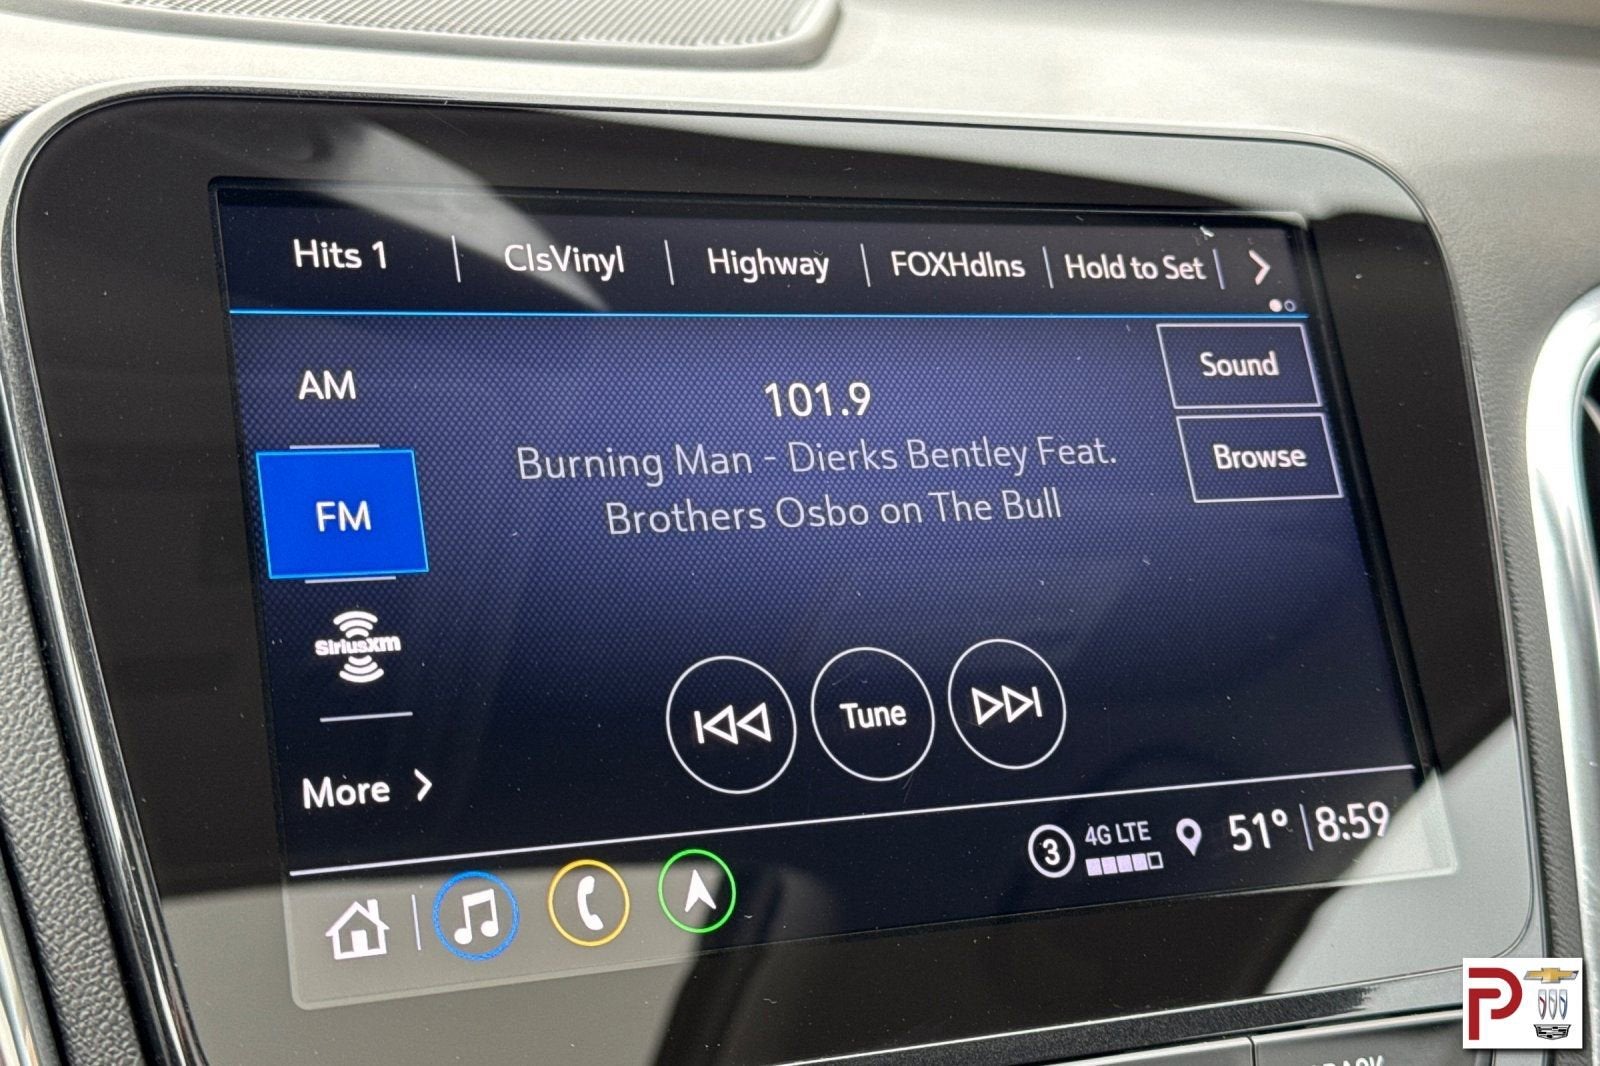 Hits 1
ClsVinyl
Highway
FOXHdlns
Hold to Set
AM
101.9
Sound
Burning Man - Dierks Bentley Feat.
Brothers Osbo on The Bull
Browse
FM
SiriusXM
Tune
More
3
4G LTE
51°
8:59
P